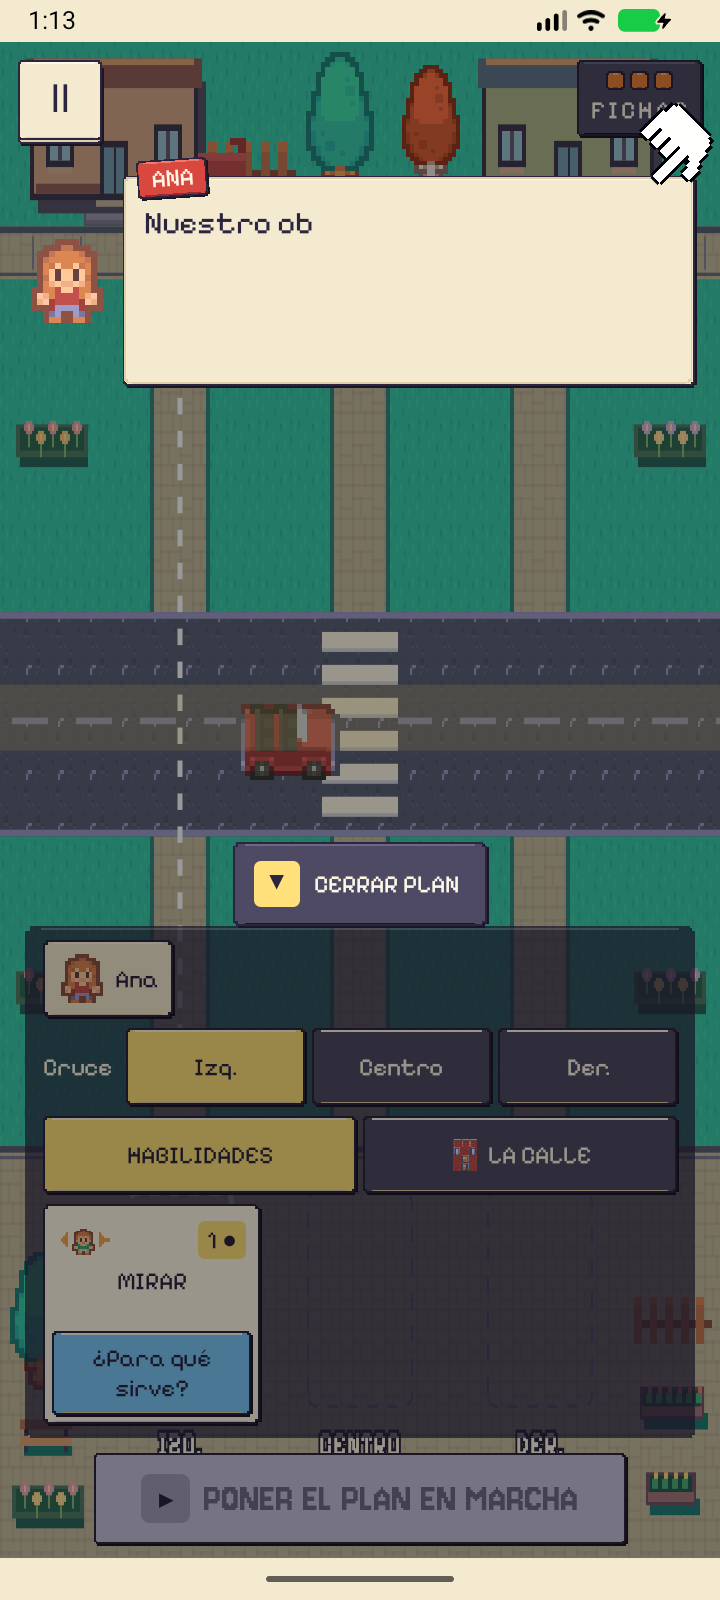 1:13
FICHAS
ANA
Nuestro ob
CERRAR PLAN
Ana
Cruce Izq. Centro Der.
HABILIDADES LA CALLE
1
MIRAR
¿Para qué
sirve?
IZQ. CENTRO DER.
PONER EL PLAN EN MARCHA